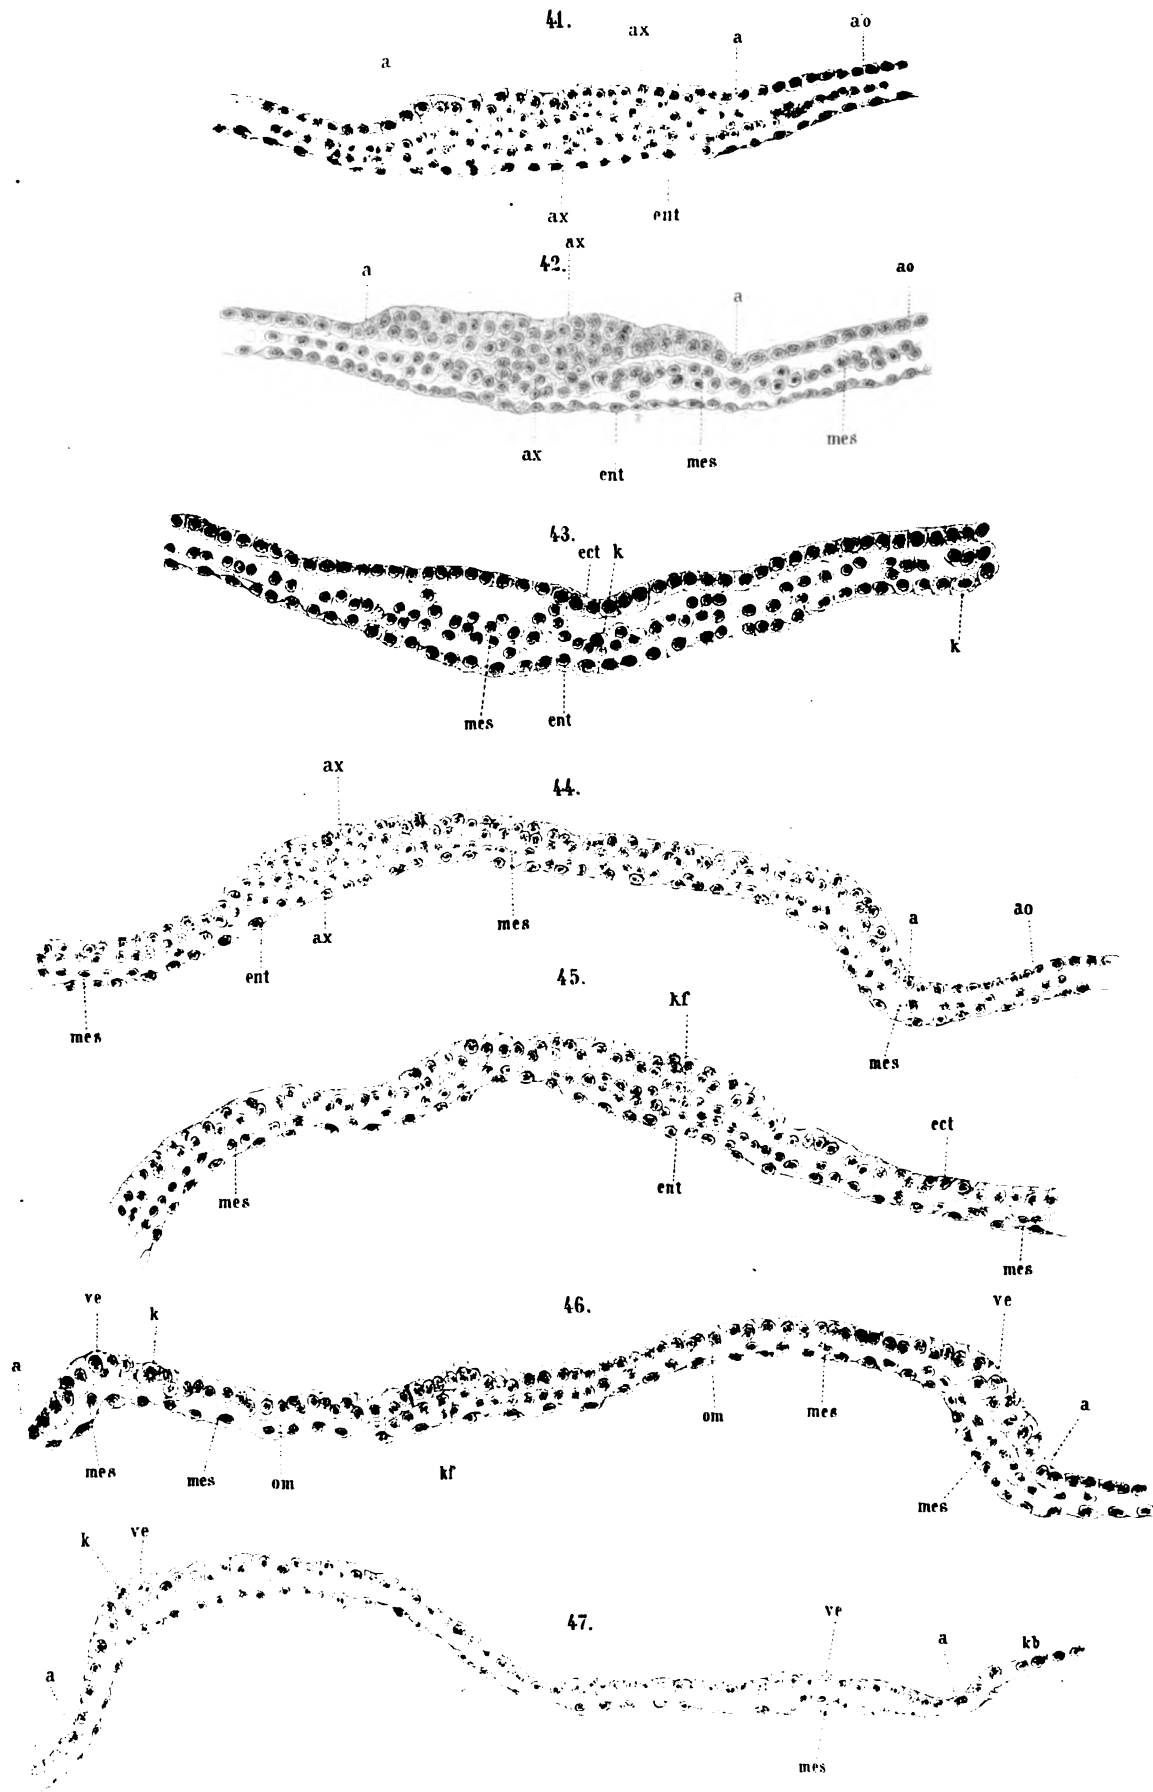 41.
ax
a
ao
a
ax
ent
ax
42.
a
ao
a
mes
ax
mes
ent
43.
ect k
k
mes
ent
ax
44.
a
ao
mes
ax
ent
45.
kf
mes
mes
ect
ent
mes
mes
ve
46.
ve
k
a
a
om
mes
mes
mes
om
kf
mes
k
ve
47.
ve
a
kb
a
mes